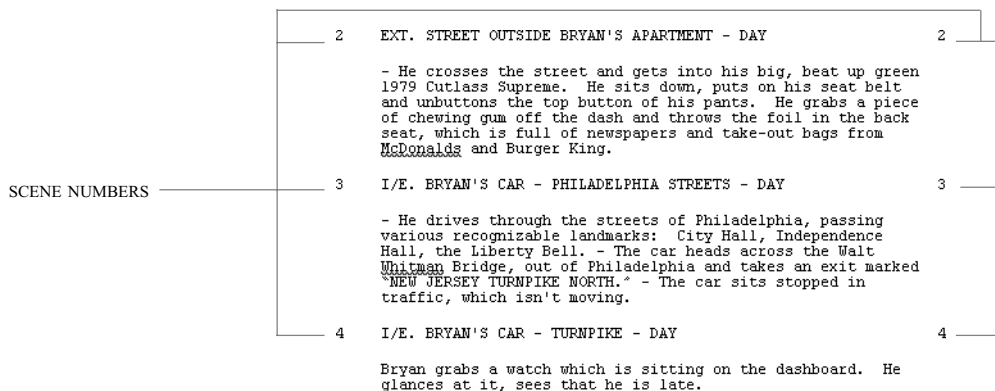 2 EXT. STREET OUTSIDE BRYAN'S APARTMENT - DAY 2
- He crosses the street and gets into his big, beat up green
1979 Cutlass Supreme. He sits down, puts on his seat belt
and unbuttons the top button of his pants. He grabs a piece
of chewing gum off the dash and throws the foil in the back
seat, which is full of newspapers and take-out bags from
McDonalds and Burger King.
SCENE NUMBERS
3 I/E. BRYAN'S CAR - PHILADELPHIA STREETS - DAY 3
- He drives through the streets of Philadelphia, passing
various recognizable landmarks: City Hall, Independence
Hall, the Liberty Bell. - The car heads across the Walt
Whitman Bridge, out of Philadelphia and takes an exit marked
"NEW JERSEY TURNPIKE NORTH." - The car sits stopped in
traffic, which isn't moving.
4 I/E. BRYAN'S CAR - TURNPIKE - DAY 4
Bryan grabs a watch which is sitting on the dashboard. He
glances at it, sees that he is late.